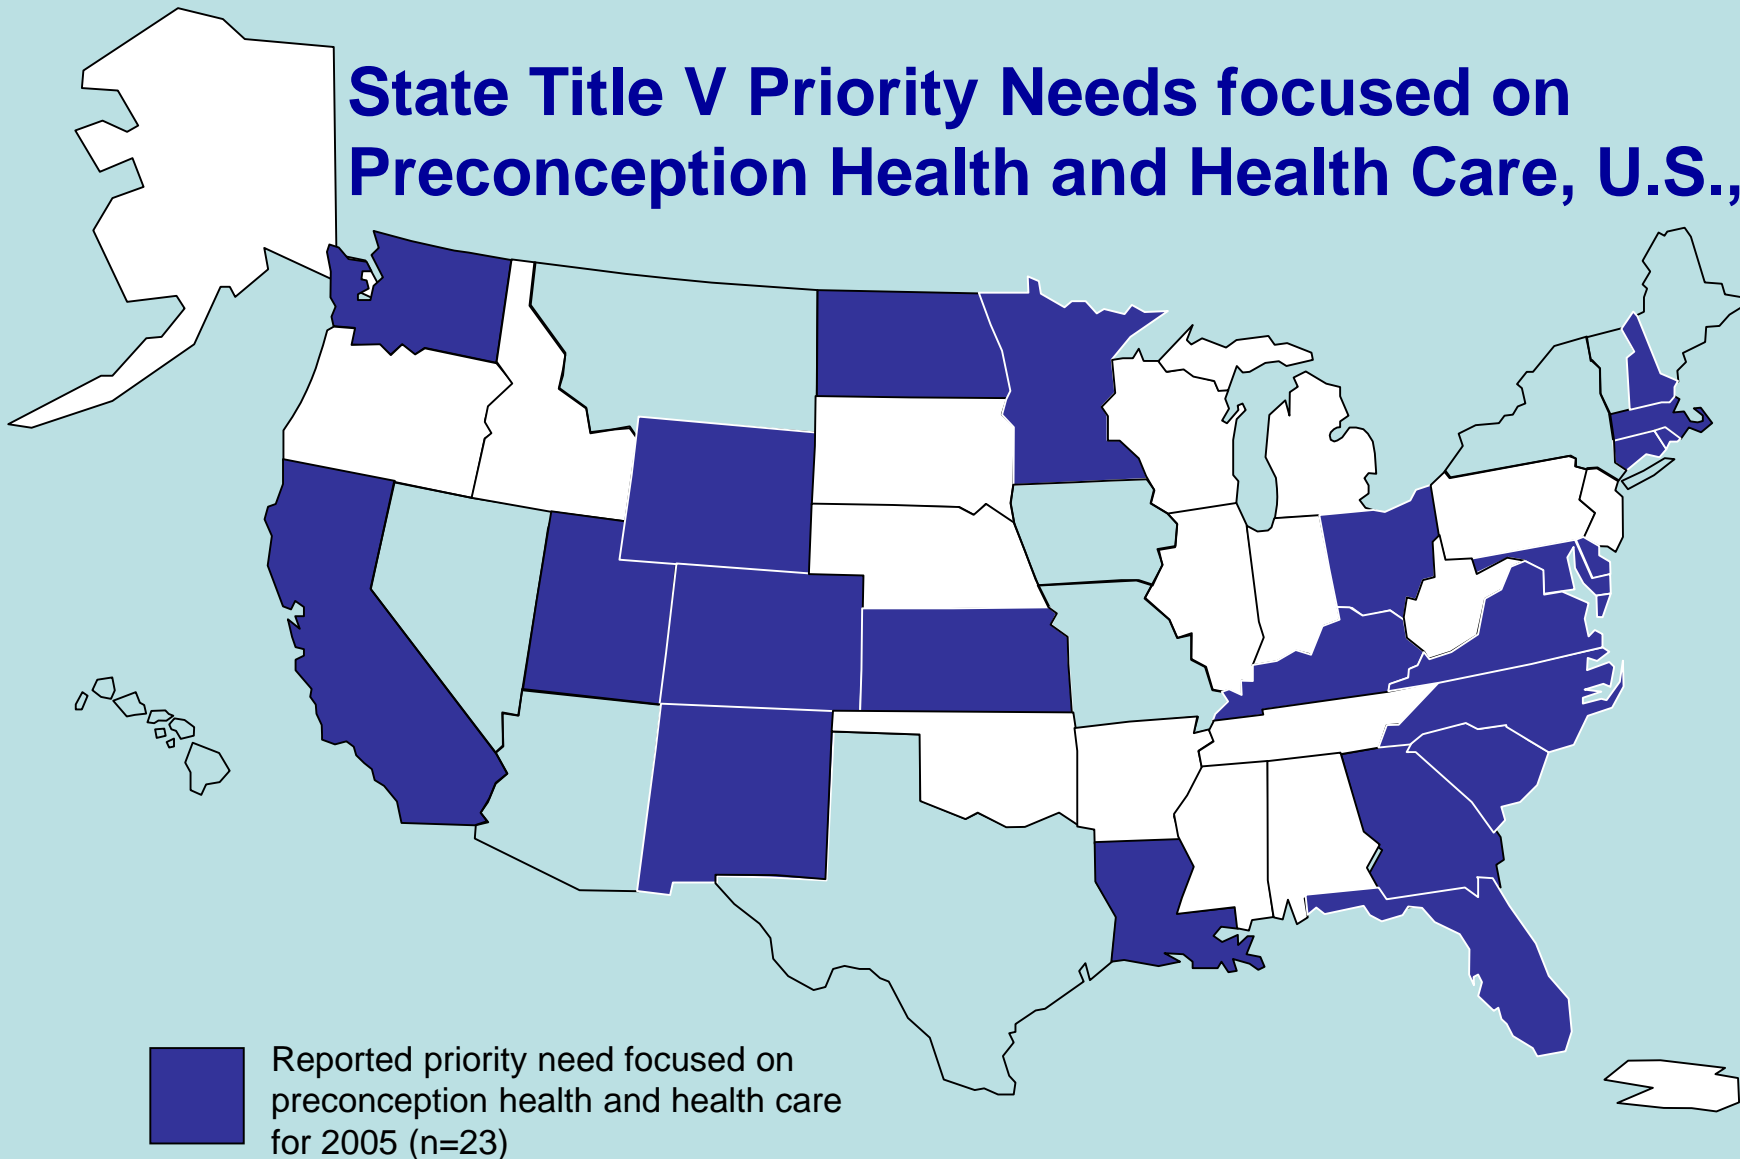 State Title V Priority Needs focused on
Preconception Health and Health Care, U.S.,
Reported priority need focused on
preconception health and health care
for 2005 (n=23)